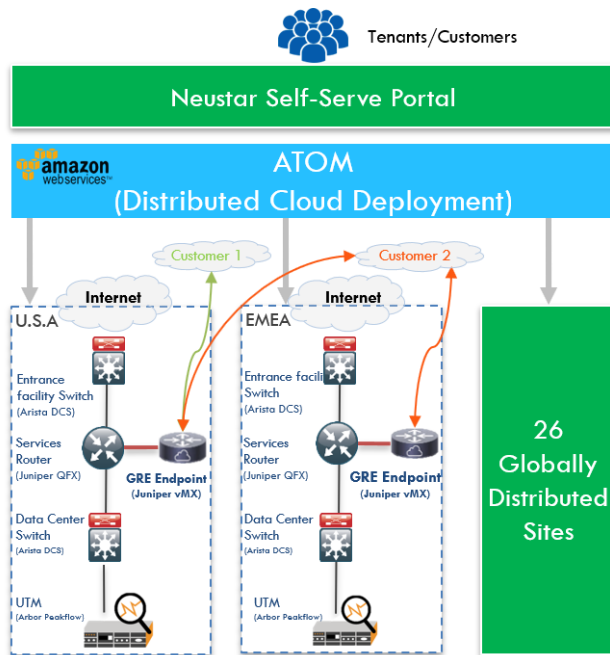 Tenants/Customers
Neustar Self-Serve Portal
amazon
webservices™
ATOM
(Distributed Cloud Deployment)
Customer 1
Customer 2
Internet
U.S.A
Entrance
facility Switch
(Arista DCS)
Services
Router
(Juniper QFX)
GRE Endpoint
(Juniper vMX)
Data Center
Switch
(Arista DCS)
UTM
(Arbor Peakflow)
Internet
EMEA
Entrance facili
Switch
(Arista DCS)
Services
Router
(Juniper QFX)
GRE Endpoint
(Juniper vMX)
Data Center
Switch
(Arista DCS)
UTM
(Arbor Peakflow)
26
Globally
Distributed
Sites